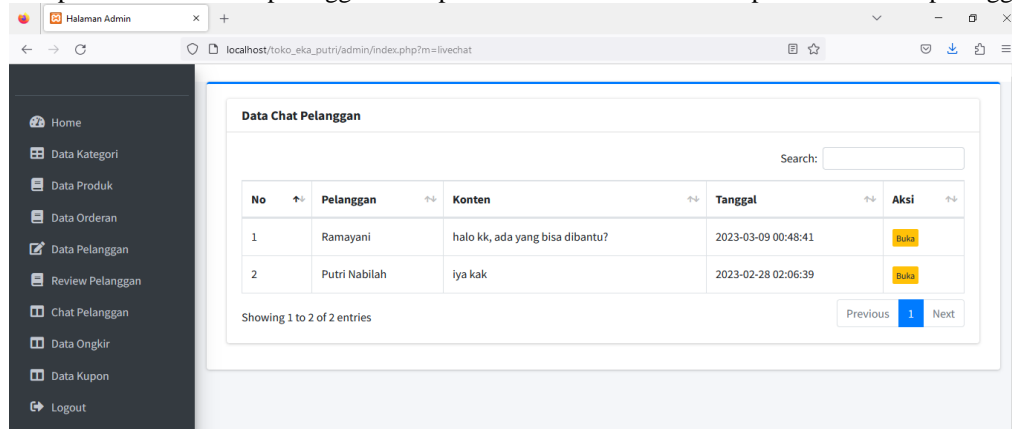 Halaman Admin
localhost/toko_eka_putri/admin/index.php?m=livechat
Home
Data Kategori
Data Produk
Data Orderan
Data Pelanggan
Review Pelanggan
Chat Pelanggan
Data Ongkir
Data Kupon
Logout
Data Chat Pelanggan
Search:
No Pelanggan Konten Tanggal Aksi
1 Ramayani halo kk, ada yang bisa dibantu? 2023-03-09 00:48:41 Buka
2 Putri Nabilah iya kak 2023-02-28 02:06:39 Buka
Showing 1 to 2 of 2 entries
Previous 1 Next